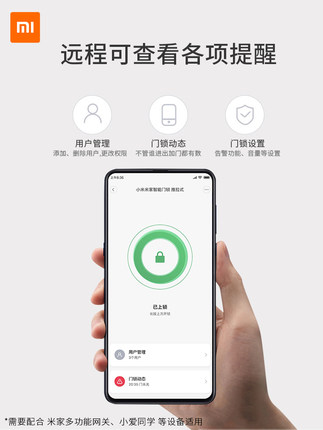 mi
远程可查看各项提醒
用户管理
添加、删除用户,更改权限
门锁动态
不管谁进出加门都有数
门锁设置
告警功能、音量等设置
小米米家智能门锁 推拉式
已上锁
用户管理
门锁动态
*需要配合 米家多功能网关、小爱同学 等设备适用